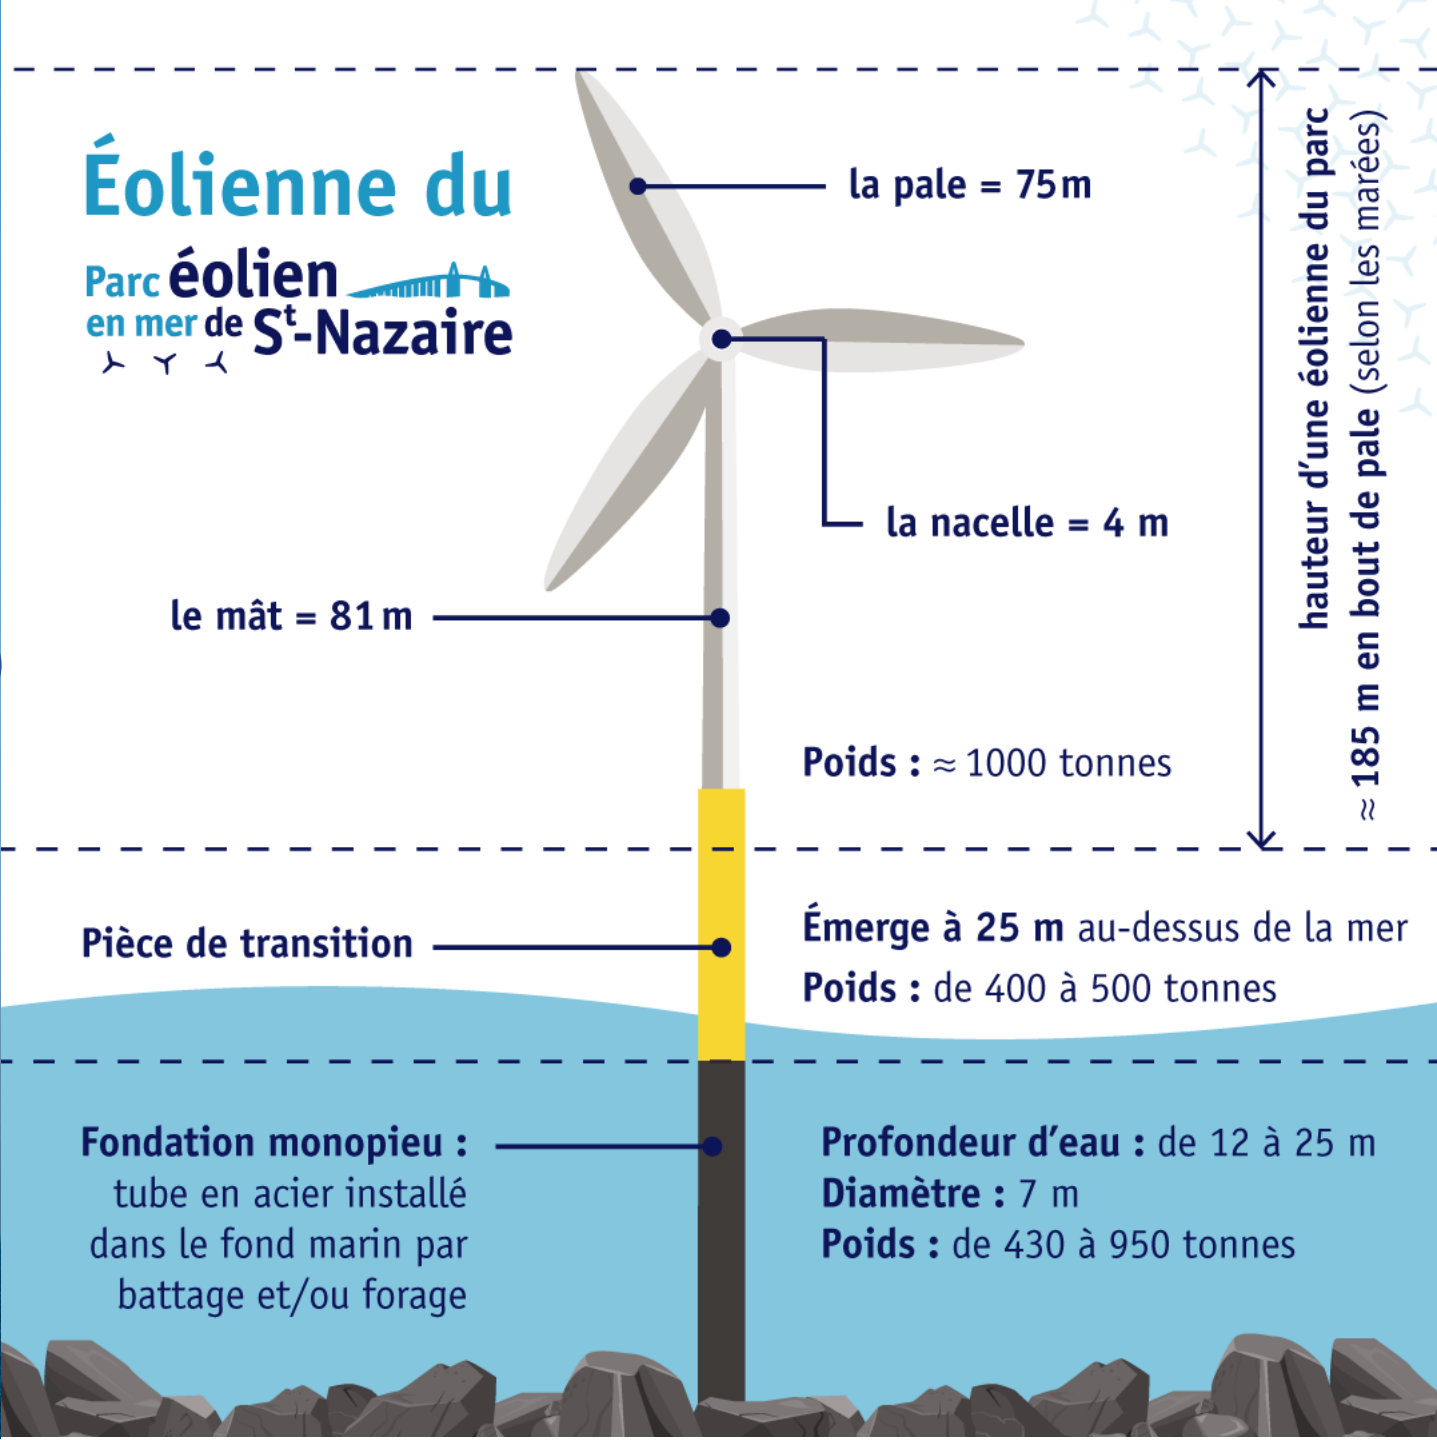 Éolienne du
Parc éolien
en mer de St-Nazaire
la pale = 75 m
la nacelle = 4 m
le mât = 81 m
hauteur d'une éolienne du parc
≈ 185 m en bout de pale (selon les marées)
Poids : ≈ 1000 tonnes
Pièce de transition
Émerge à 25 m au-dessus de la mer
Poids : de 400 à 500 tonnes
Fondation monopieu :
tube en acier installé
dans le fond marin par
battage et/ou forage
Profondeur d'eau : de 12 à 25 m
Diamètre : 7 m
Poids : de 430 à 950 tonnes